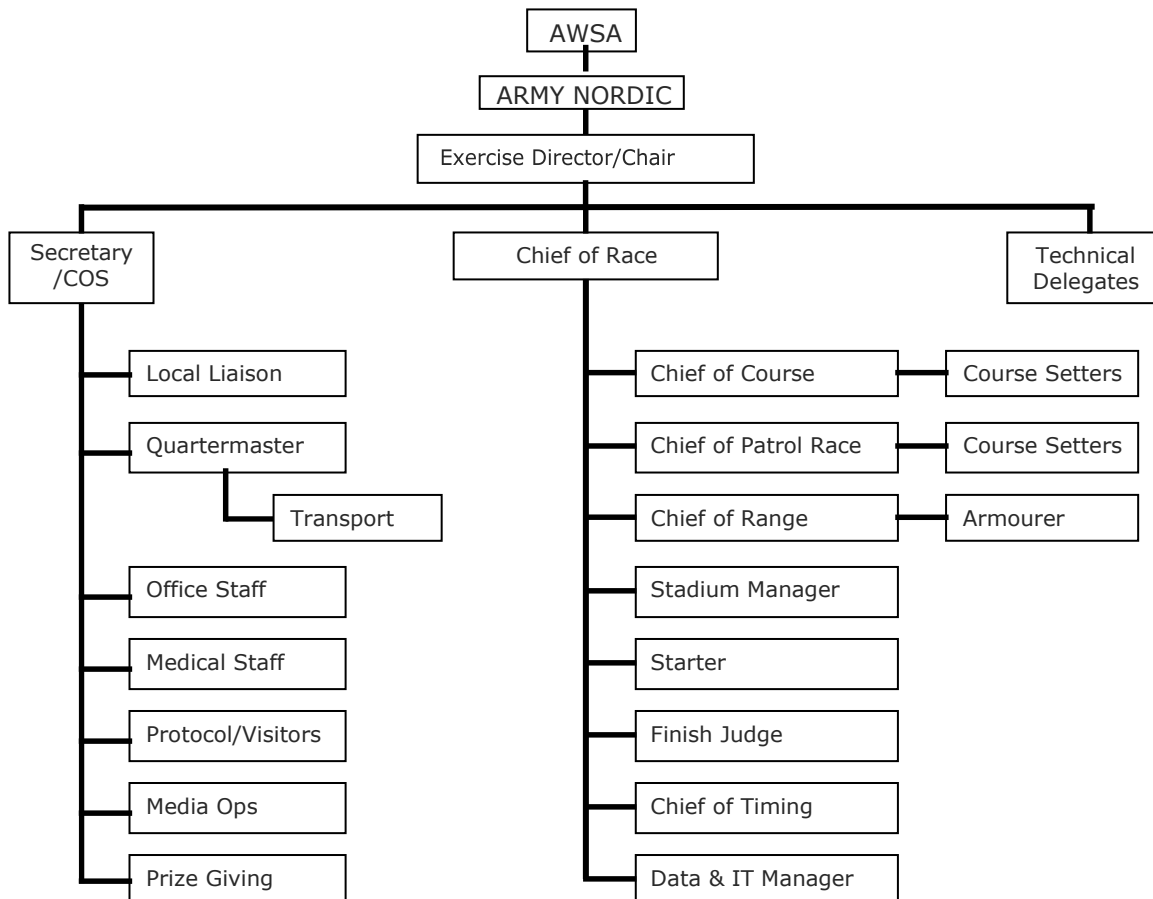 AWSA
ARMY NORDIC
Exercise Director/Chair
Secretary
/COS
Chief of Race
Technical
Delegates
Local Liaison
Chief of Course
Course Setters
Quartermaster
Chief of Patrol Race
Course Setters
Transport
Chief of Range
Armourer
Office Staff
Stadium Manager
Medical Staff
Starter
Protocol/Visitors
Finish Judge
Media Ops
Chief of Timing
Prize Giving
Data & IT Manager